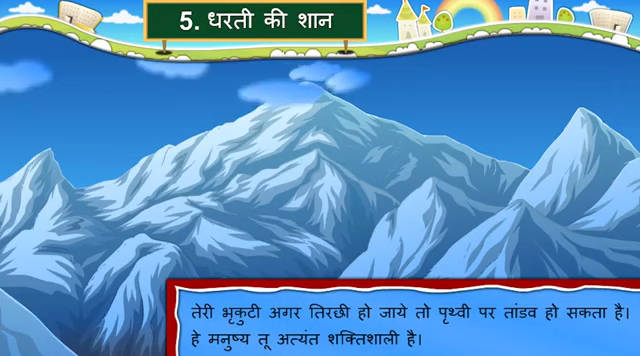 5. धरती की शान
तेरी भृकुटी अगर तिरछी हो जाये तो पृथ्वी पर तांडव हो सकता है।
हे मनुष्य तू अत्यंत शक्तिशाली है।